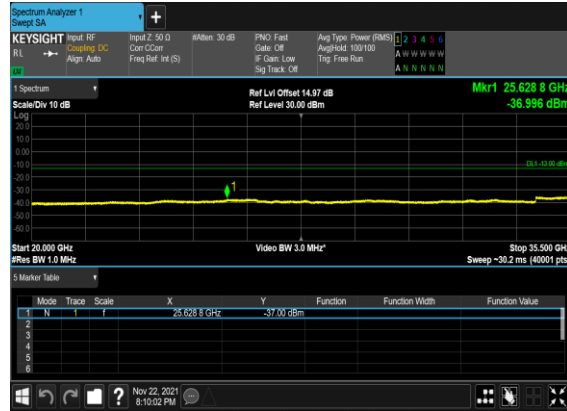 Spectrum Analyzer 1
Swept SA
+
KEYSIGHT Input: RF Input Z: 50 Ω #Atten: 30 dB PNO: Fast Avg Type: Power (RMS) 1 2 3 4 5 6
RL Coupling: DC Corr CCorr Gate: Off Avg|Hold: 100/100 A W W W W W
Align: Auto Freq Ref: Int (S) IF Gain: Low Trig: Free Run
Sig Track: Off A N N N N N
1 Spectrum Ref Lvl Offset 14.97 dB Mkr1 25.628 8 GHz
Scale/Div 10 dB Ref Level 30.00 dBm -36.996 dBm
Log
20.0
10.0
0.00
-10.0
DL1 -13.00 dBm
-20.0
-30.0
1
-40.0
-50.0
-60.0
Start 20.000 GHz Video BW 3.0 MHz* Stop 35.500 GHz
#Res BW 1.0 MHz Sweep ~30.2 ms (40001 pts)
5 Marker Table
Mode Trace Scale X Y Function Function Width Function Value
1 N 1 f 25.628 8 GHz -37.00 dBm
2
3
4
5
6
? Nov 22, 2021
8:10:02 PM